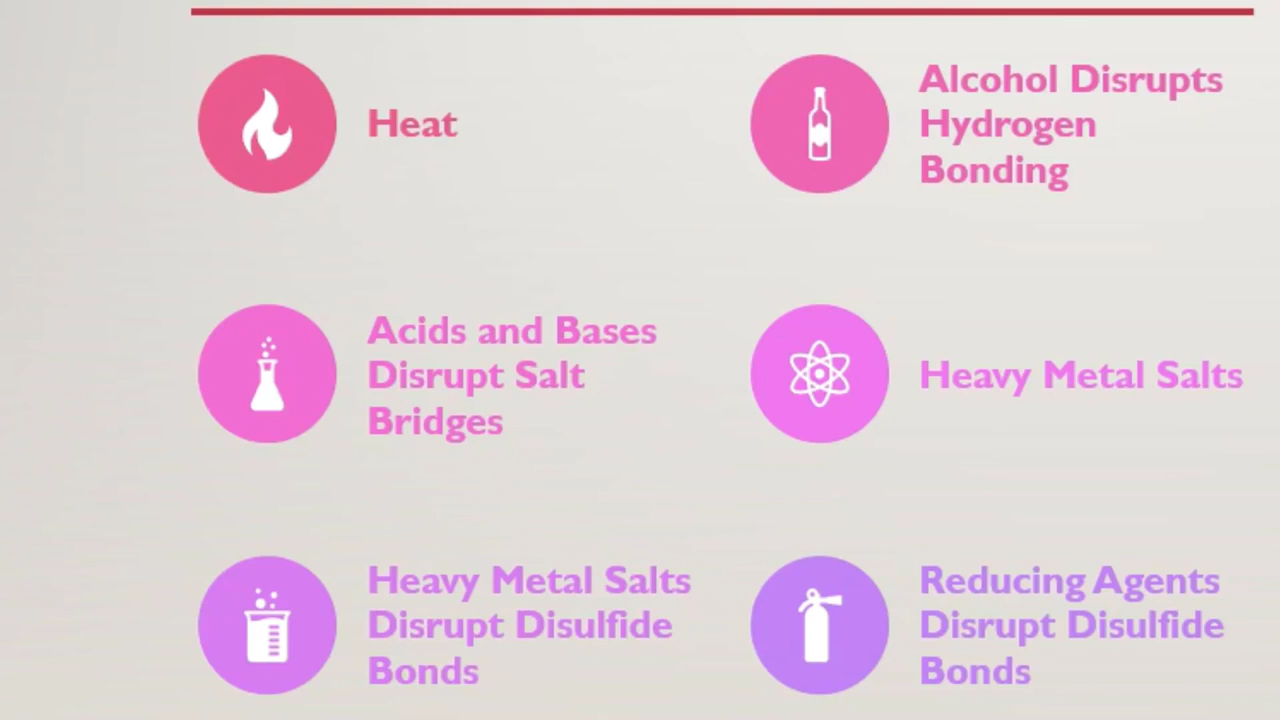 Heat
Alcohol Disrupts
Hydrogen
Bonding
Acids and Bases
Disrupt Salt
Bridges
Heavy Metal Salts
Heavy Metal Salts
Disrupt Disulfide
Bonds
Reducing Agents
Disrupt Disulfide
Bonds